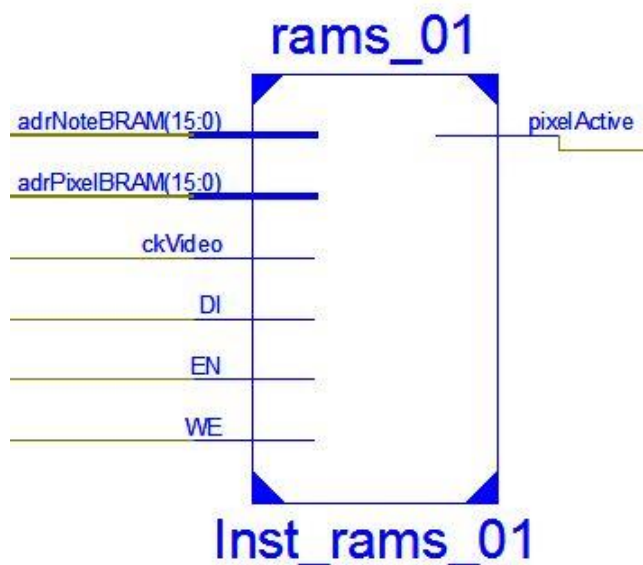 rams_01
adrNoteBRAM(15:0)
pixelActive
adrPixelBRAM(15:0)
ckVideo
DI
EN
WE
Inst_rams_01